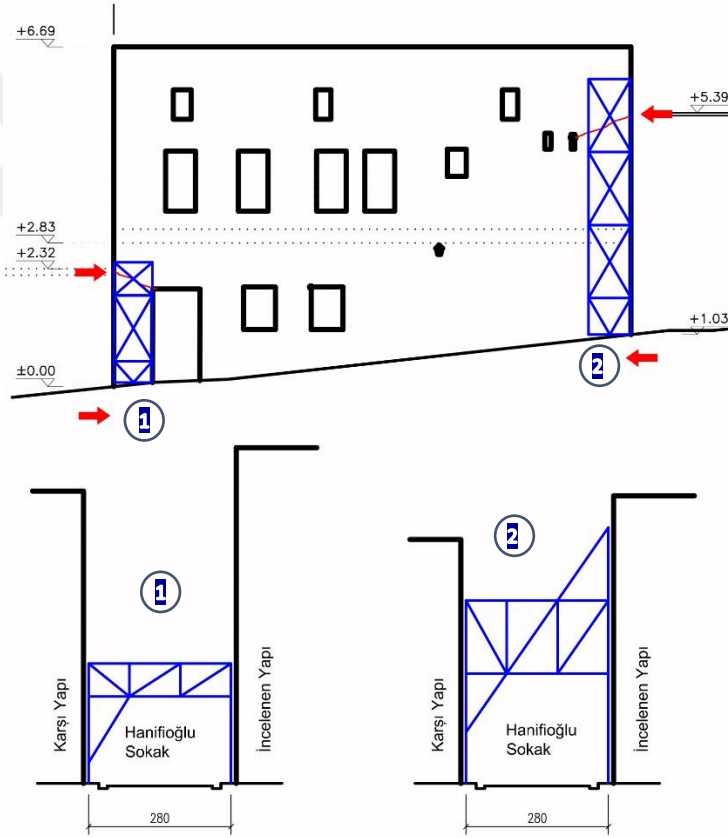 +6.69
+5.39
+2.83
+2.32
+1.03
±0.00
1
2
1
2
Karşı Yapı
Hanifioğlu
Sokak
İncelenen Yapı
280
Karşı Yapı
Hanifioğlu
Sokak
İncelenen Yapı
280